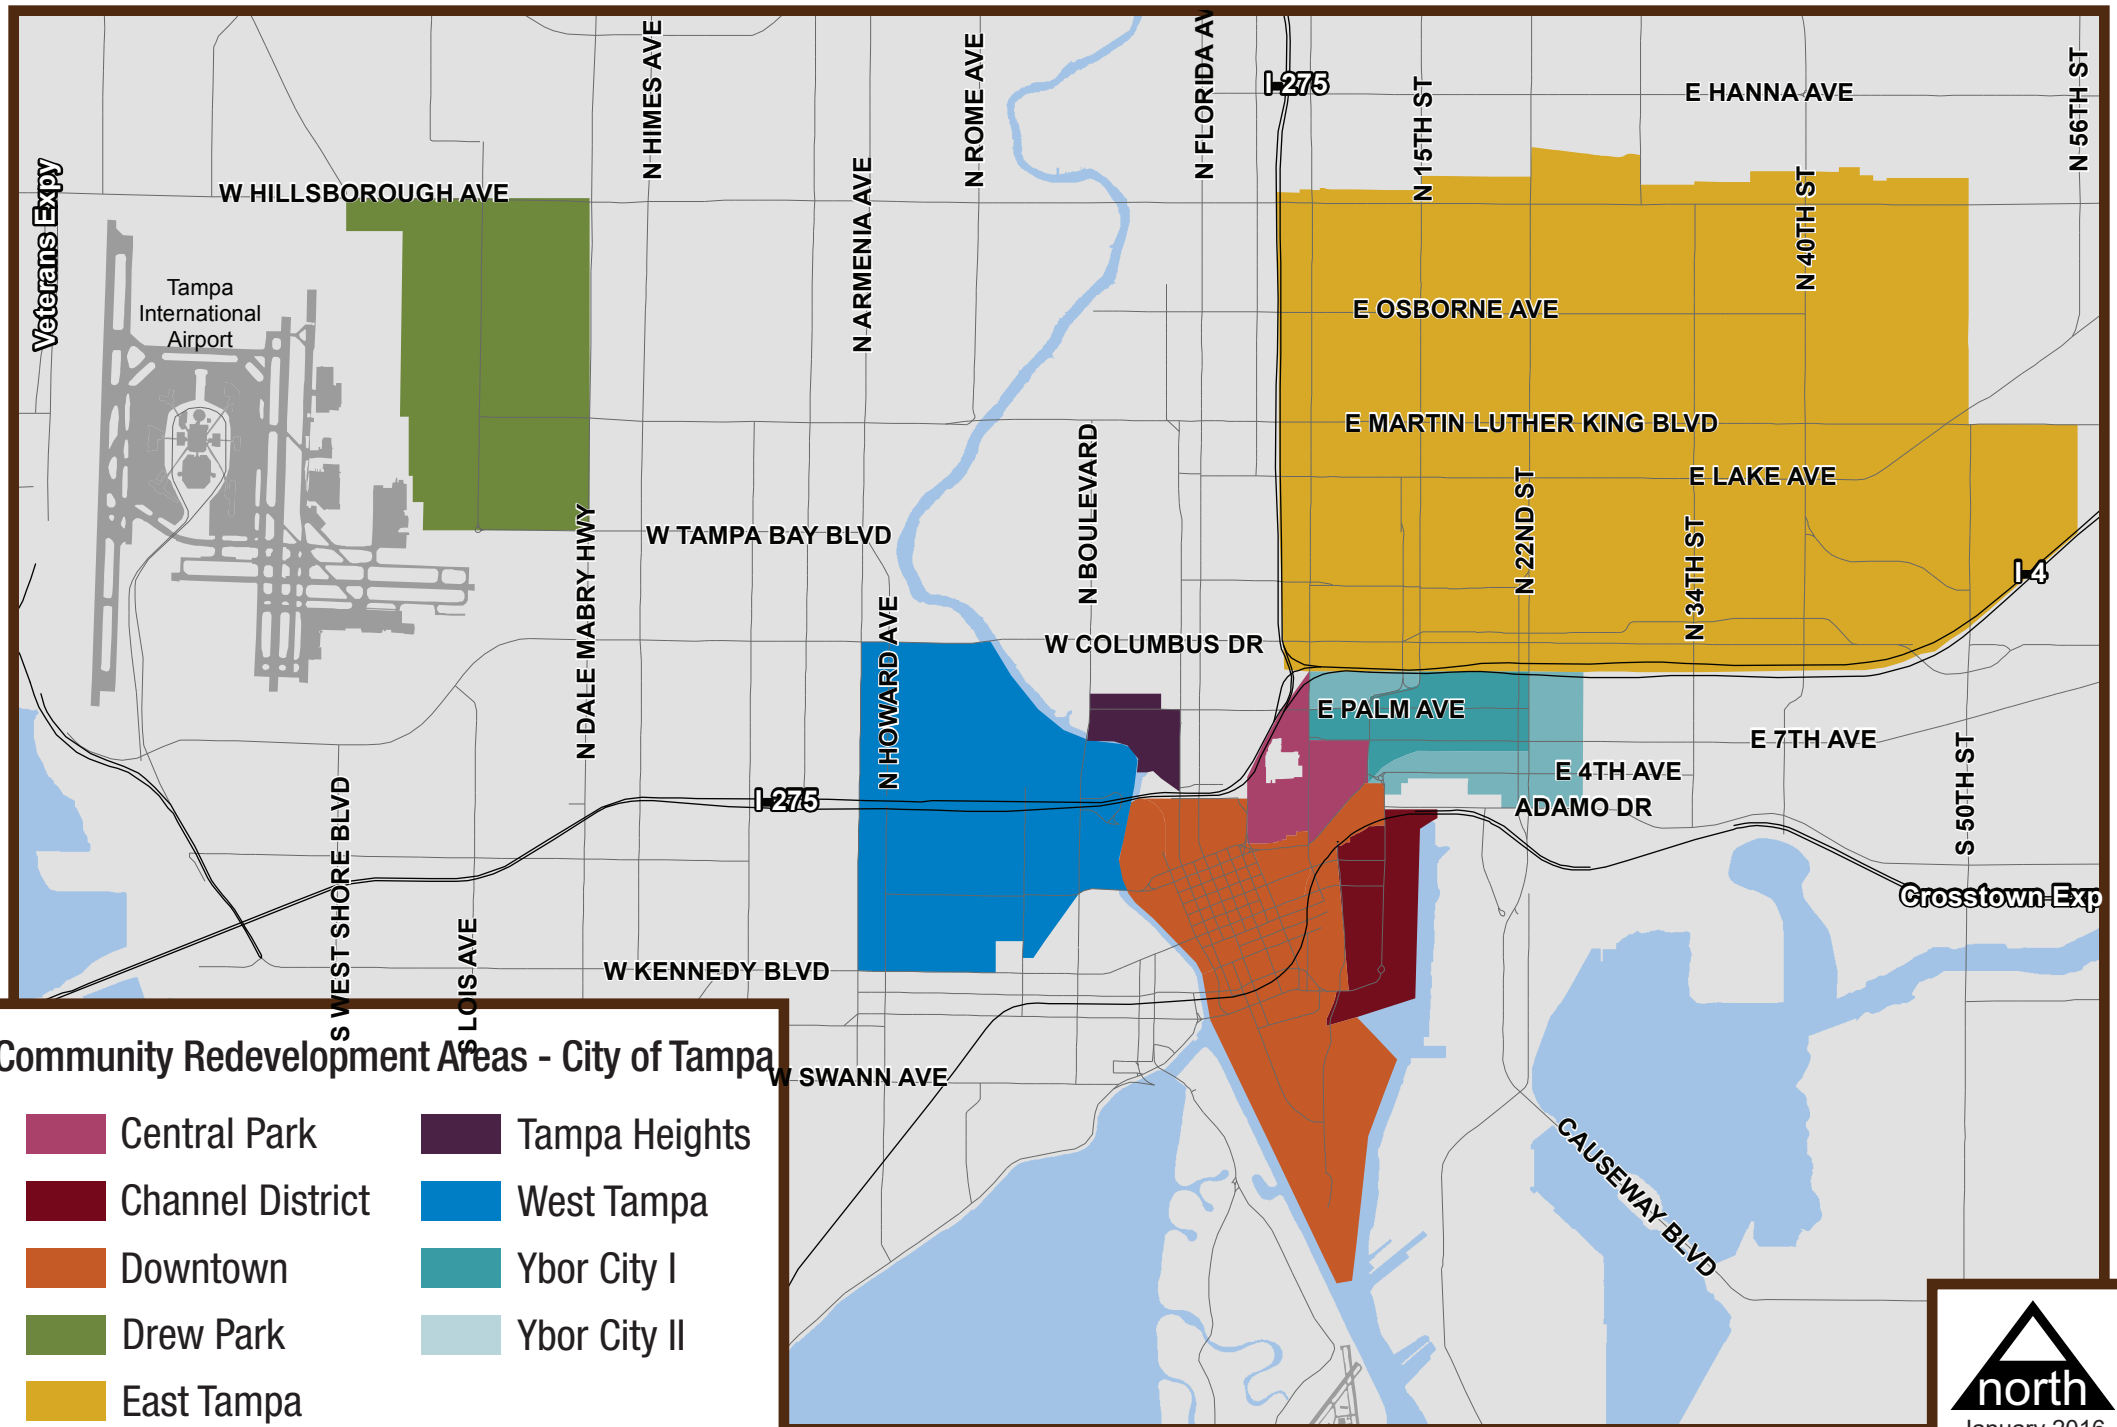 N HIMES AVE
N ROME AVE
N FLORIDA AV
I-275
N 15TH ST
E HANNA AVE
N 56TH ST
Veterans Expy
W HILLSBOROUGH AVE
N ARMENIA AVE
N 40TH ST
Tampa
International
Airport
E OSBORNE AVE
E MARTIN LUTHER KING BLVD
N BOULEVARD
E LAKE AVE
N 22ND ST
N 34TH ST
W TAMPA BAY BLVD
N DALE MABRY HWY
I-4
N HOWARD AVE
W COLUMBUS DR
E PALM AVE
E 7TH AVE
E 4TH AVE
ADAMO DR
S 50TH ST
I-275
S WEST SHORE BLVD
S LOIS AVE
Crosstown Exp
W KENNEDY BLVD
W SWANN AVE
CAUSEWAY BLVD
Community Redevelopment Areas - City of Tampa
Central Park
Tampa Heights
Channel District
West Tampa
Downtown
Ybor City I
Drew Park
Ybor City II
East Tampa
north
January 2016